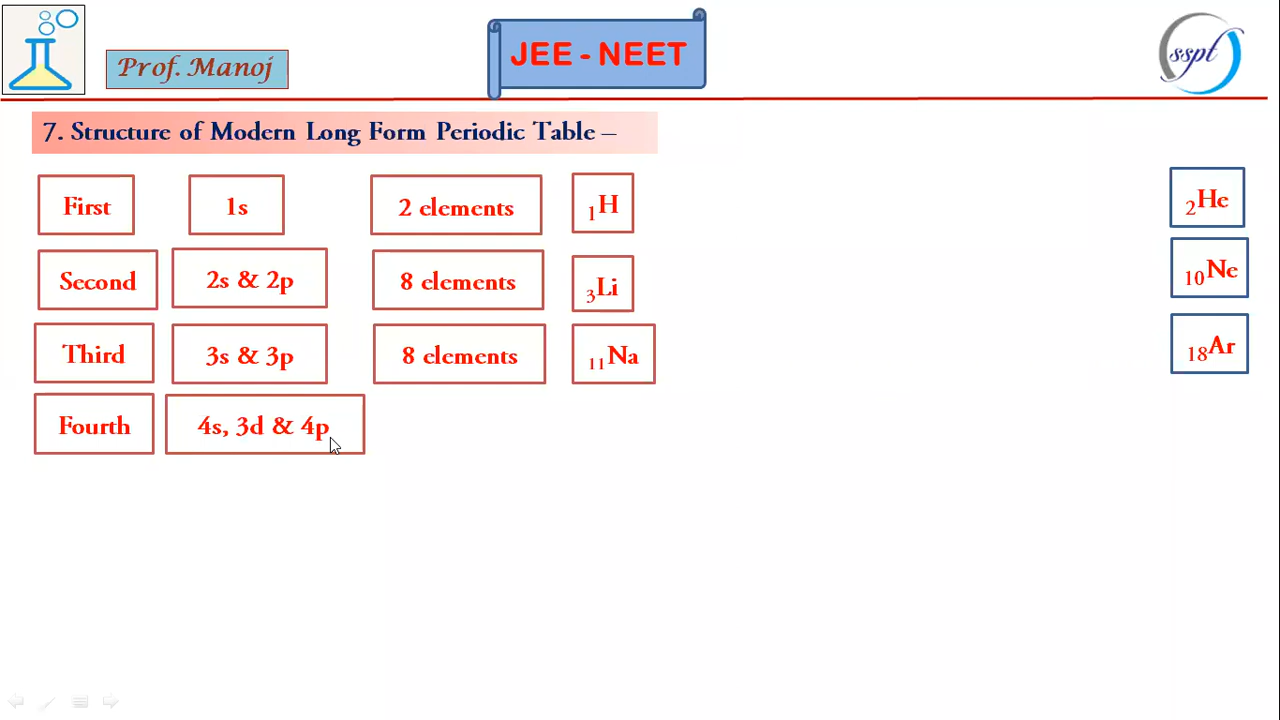 Prof. Manoj
JEE - NEET
sspt
7. Structure of Modern Long Form Periodic Table –
First 1s 2 elements ₁H ₂He
Second 2s & 2p 8 elements ₃Li ₁₀Ne
Third 3s & 3p 8 elements ₁₁Na ₁₈Ar
Fourth 4s, 3d & 4p